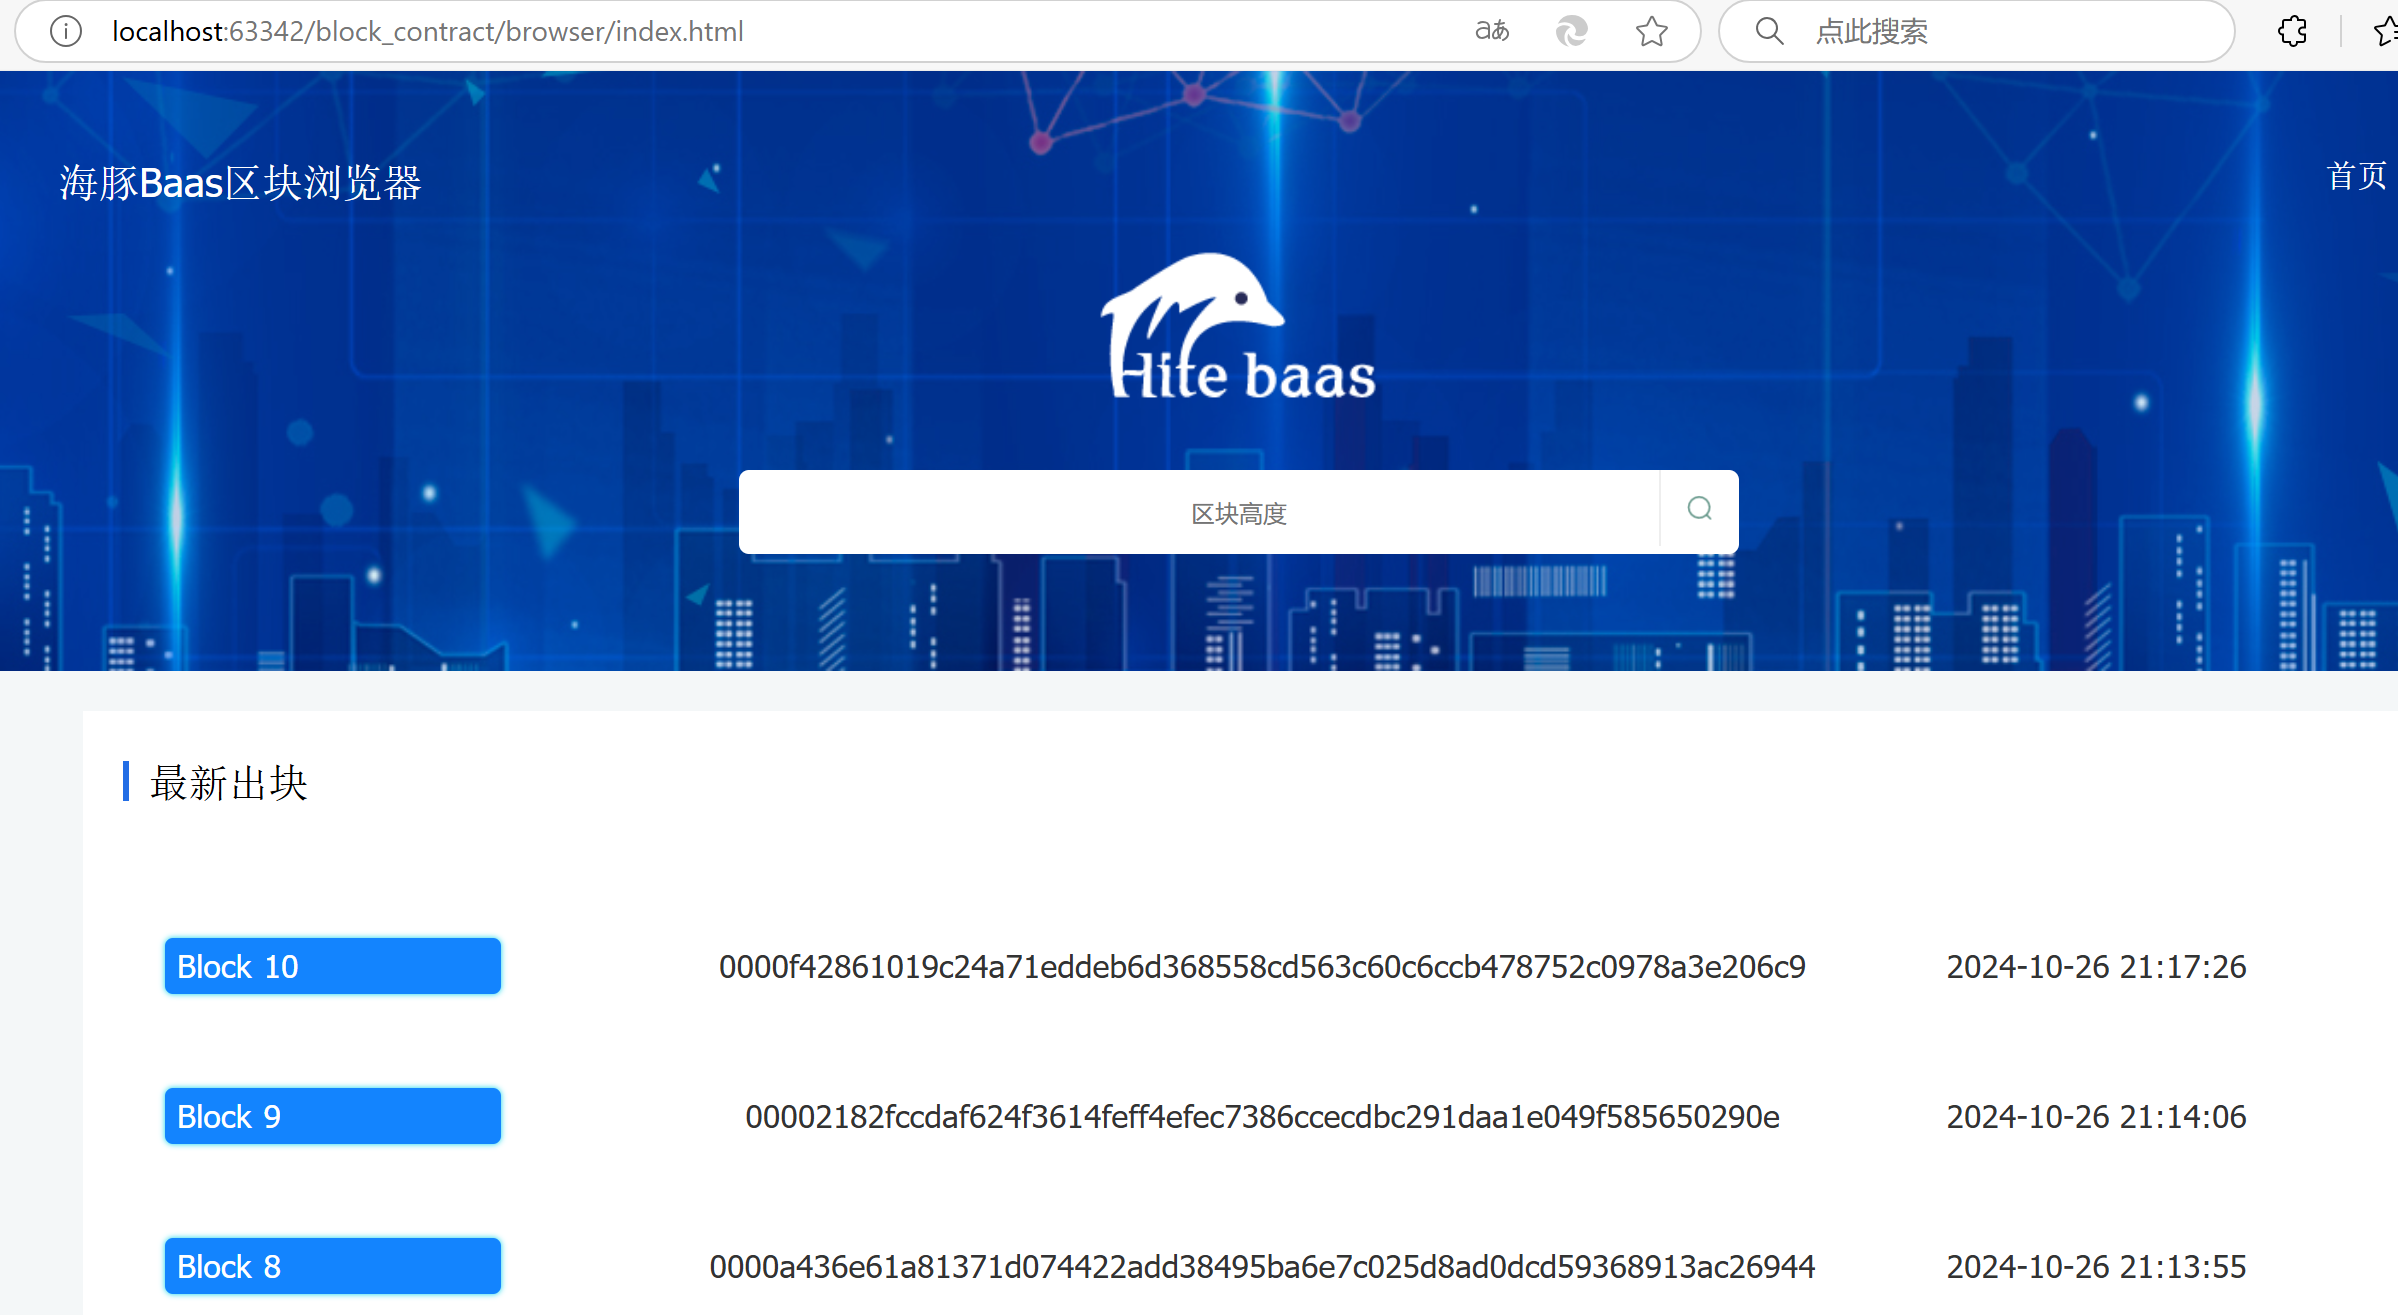 localhost:63342/block_contract/browser/index.html
aあ
点此搜索
海豚Baas区块浏览器
首页
Hife baas
区块高度
最新出块
Block 10 0000f42861019c24a71eddeb6d368558cd563c60c6ccb478752c0978a3e206c9 2024-10-26 21:17:26
Block 9 00002182fccdaf624f3614feff4efec7386ccecdbc291daa1e049f585650290e 2024-10-26 21:14:06
Block 8 0000a436e61a81371d074422add38495ba6e7c025d8ad0dcd59368913ac26944 2024-10-26 21:13:55